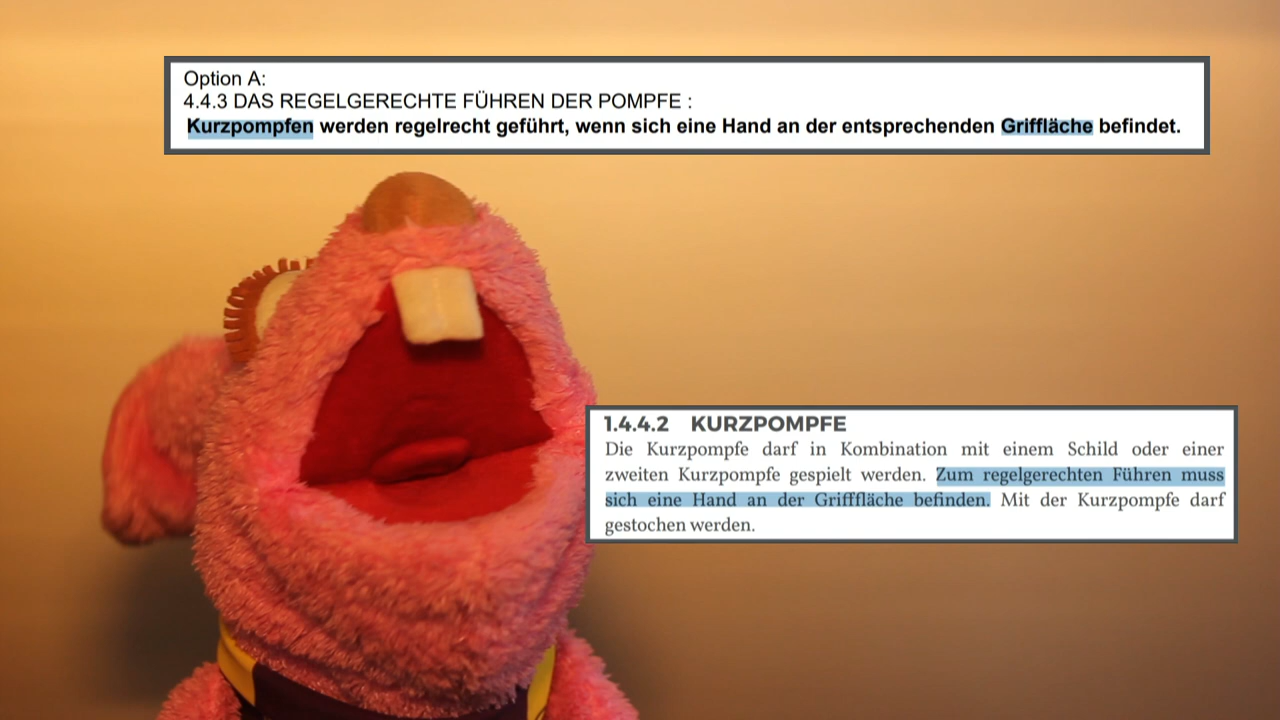 Option A:
4.4.3 DAS REGELGERECHTE FÜHREN DER POMPFE :
Kurzpompfen werden regelrecht geführt, wenn sich eine Hand an der entsprechenden Griffläche befindet.
1.4.4.2 KURZPOMPFE
Die Kurzpompfe darf in Kombination mit einem Schild oder einer
zweiten Kurzpompfe gespielt werden. Zum regelgerechten Führen muss
sich eine Hand an der Grifffläche befinden. Mit der Kurzpompfe darf
gestochen werden.